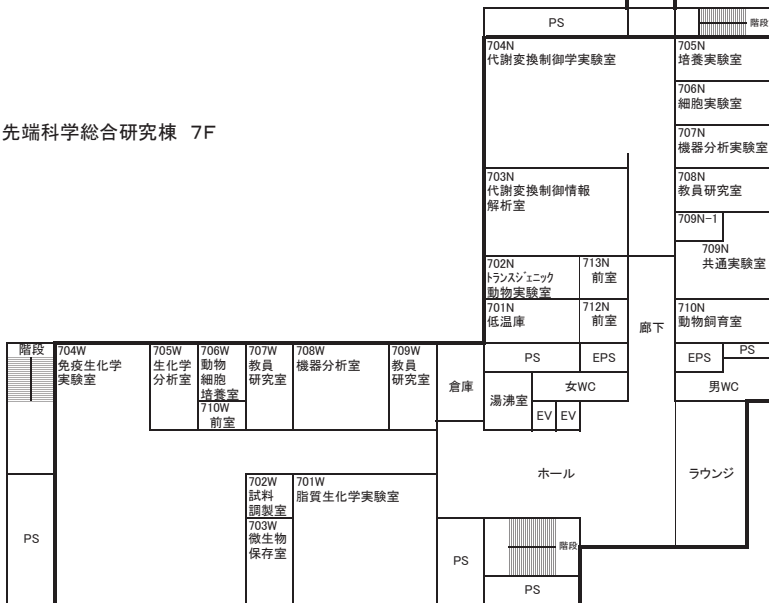 PS
階段
704N
代謝変換制御学実験室
705N
培養実験室
706N
細胞実験室
先端科学総合研究棟 7F
707N
機器分析実験室
703N
代謝変換制御情報
解析室
708N
教員研究室
709N-1
709N
共通実験室
702N
トランスジェニック
動物実験室
713N
前室
701N
低温庫
712N
前室
廊下
710N
動物飼育室
階段
704W
免疫生化学
実験室
705W
生化学
分析室
706W
動物
細胞
培養室
710W
前室
707W
教員
研究室
708W
機器分析室
709W
教員
研究室
倉庫
PS
EPS
EPS
PS
湯沸室
女WC
男WC
EV
EV
ホール
ラウンジ
702W
試料
調製室
701W
脂質生化学実験室
703W
微生物
保存室
PS
PS
階段
PS